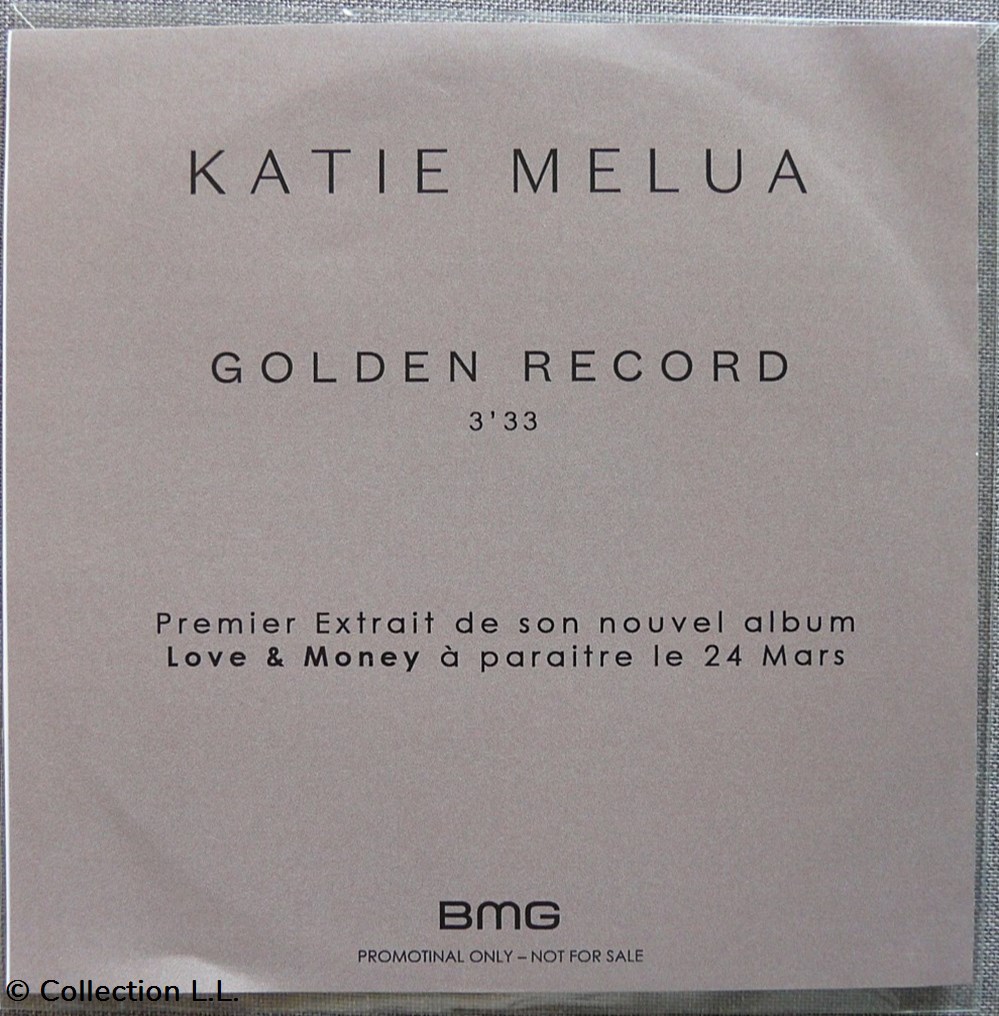 KATIE MELUA
GOLDEN RECORD
3'33
Premier Extrait de son nouvel album
Love & Money à paraitre le 24 Mars
BMG
PROMOTINAL ONLY – NOT FOR SALE
© Collection L.L.